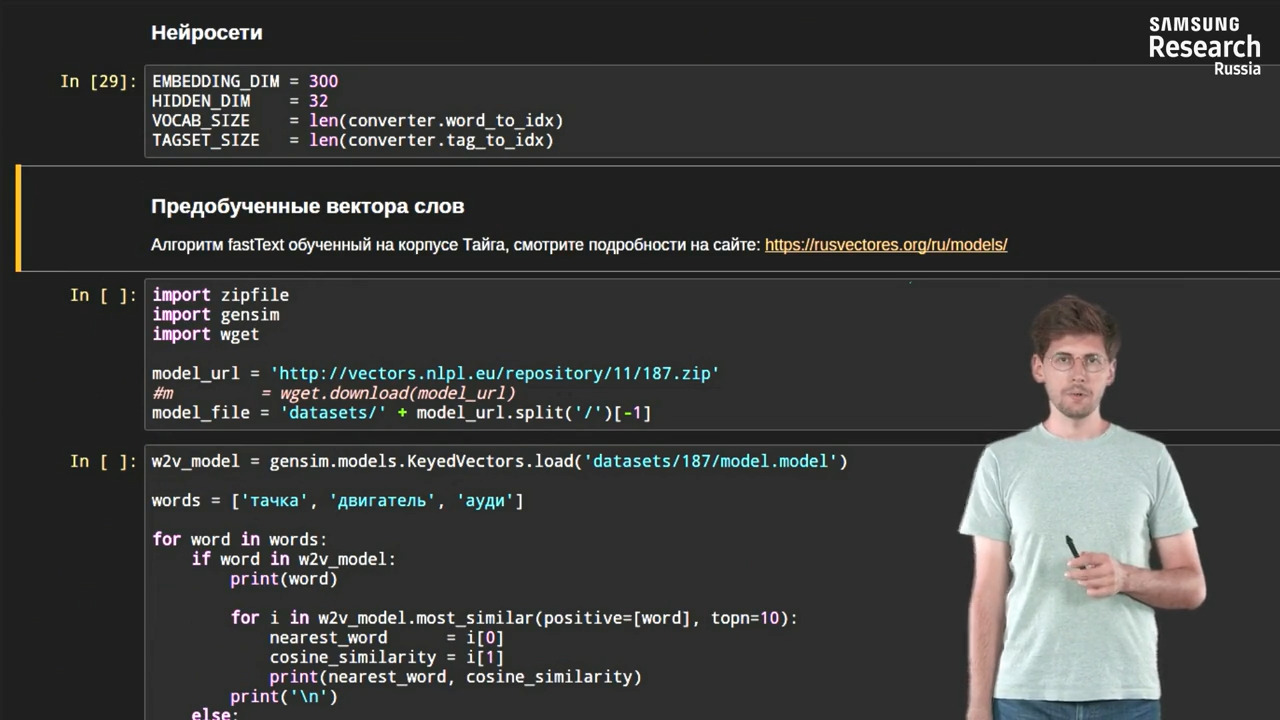 Нейросети
SAMSUNG
Research
Russia
In [29]:
EMBEDDING_DIM = 300
HIDDEN_DIM    = 32
VOCAB_SIZE    = len(converter.word_to_idx)
TAGSET_SIZE   = len(converter.tag_to_idx)
Предобученные вектора слов
Алгоритм fastText обученный на корпусе Тайга, смотрите подробности на сайте: https://rusvectores.org/ru/models/
In [ ]:
import zipfile
import gensim
import wget
model_url = 'http://vectors.nlpl.eu/repository/11/187.zip'
#m         = wget.download(model_url)
model_file = 'datasets/' + model_url.split('/')[-1]
In [ ]:
w2v_model = gensim.models.KeyedVectors.load('datasets/187/model.model')
words = ['тачка', 'двигатель', 'ауди']
for word in words:
    if word in w2v_model:
        print(word)
        for i in w2v_model.most_similar(positive=[word], topn=10):
            nearest_word      = i[0]
            cosine_similarity = i[1]
            print(nearest_word, cosine_similarity)
        print('\n')
    else: